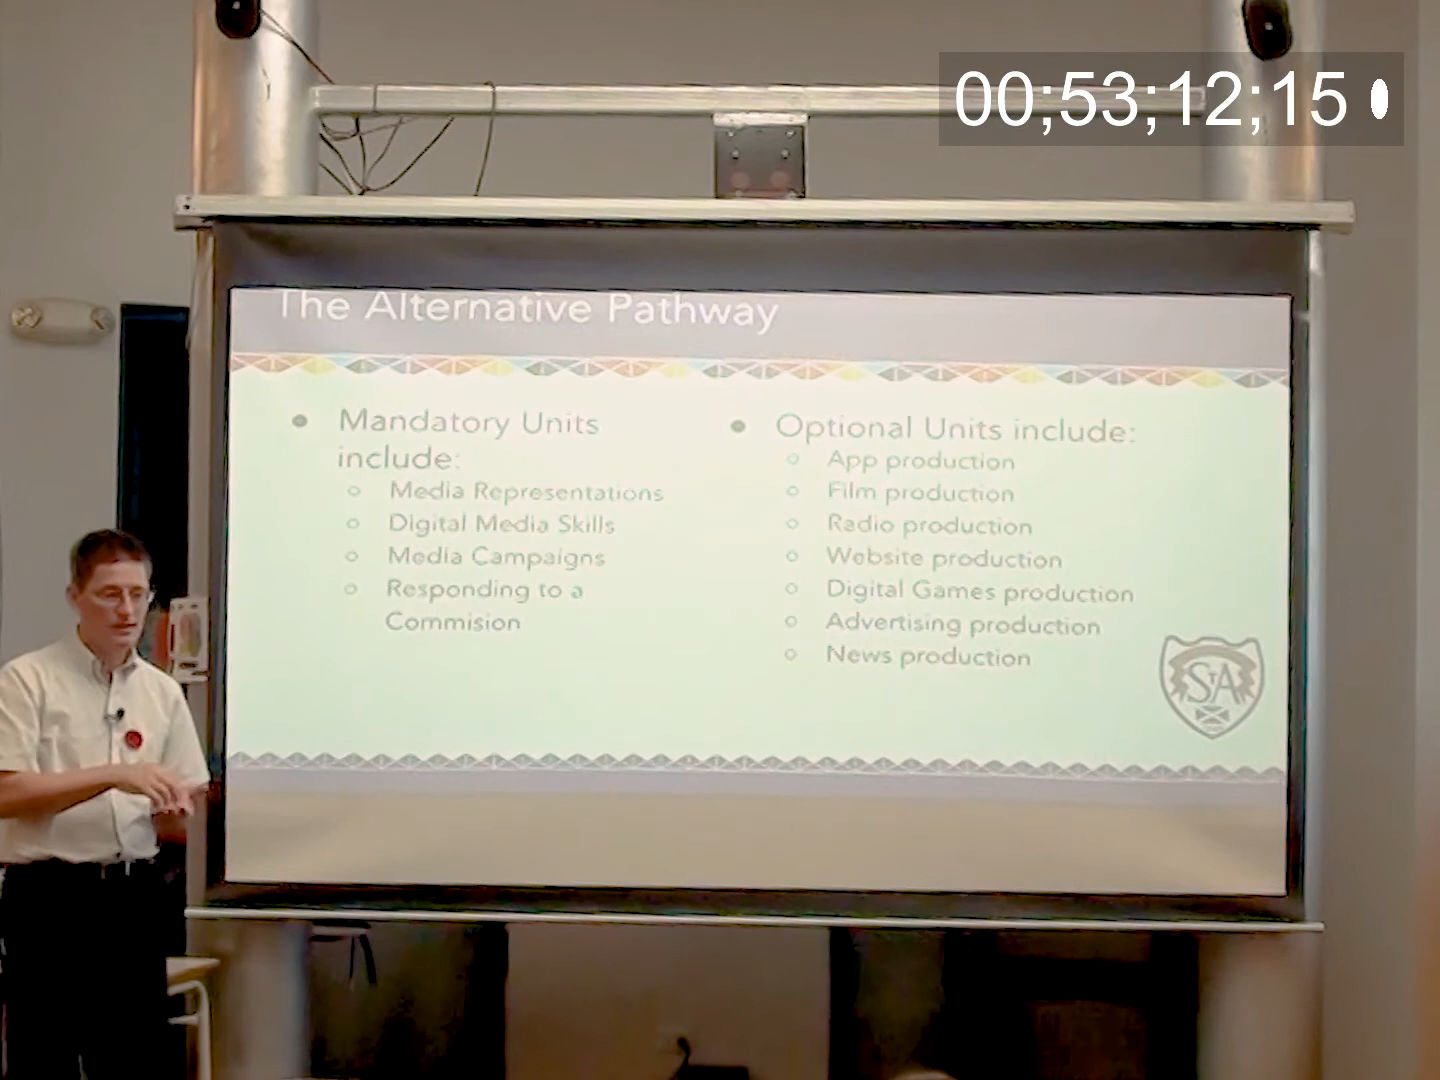 00;53;12;15
The Alternative Pathway
Mandatory Units
include:
Media Representations
Digital Media Skills
Media Campaigns
Responding to a
Commision
Optional Units include:
App production
Film production
Radio production
Website production
Digital Games production
Advertising production
News production
STA